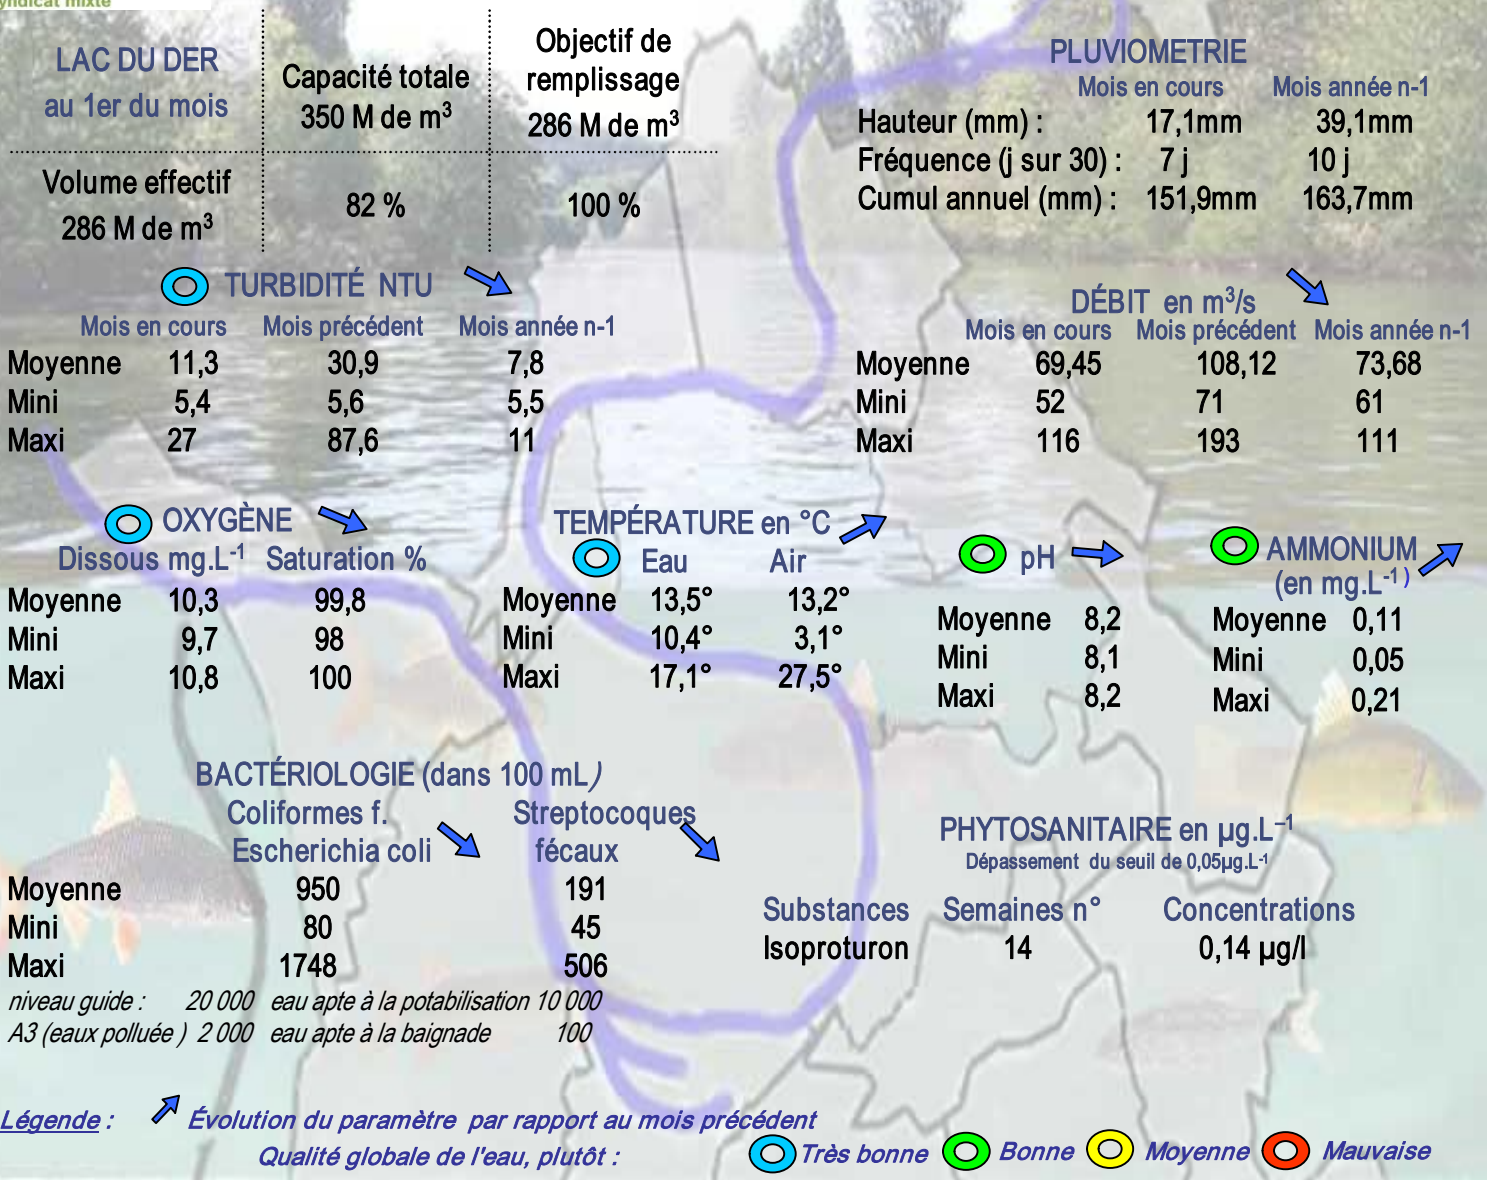 syndicat mixte
LAC DU DER
au 1er du mois
Capacité totale
350 M de m³
Objectif de
remplissage
286 M de m³
Volume effectif
286 M de m³
82 %
100 %
PLUVIOMETRIE
Mois en cours Mois année n-1
Hauteur (mm) : 17,1mm 39,1mm
Fréquence (j sur 30) : 7 j 10 j
Cumul annuel (mm) : 151,9mm 163,7mm
TURBIDITÉ NTU
Mois en cours Mois précédent Mois année n-1
Moyenne 11,3 30,9 7,8
Mini 5,4 5,6 5,5
Maxi 27 87,6 11
DÉBIT en m³/s
Mois en cours Mois précédent Mois année n-1
Moyenne 69,45 108,12 73,68
Mini 52 71 61
Maxi 116 193 111
OXYGÈNE
Dissous mg.L⁻¹ Saturation %
Moyenne 10,3 99,8
Mini 9,7 98
Maxi 10,8 100
TEMPÉRATURE en °C
Eau Air
Moyenne 13,5° 13,2°
Mini 10,4° 3,1°
Maxi 17,1° 27,5°
pH
Moyenne 8,2
Mini 8,1
Maxi 8,2
AMMONIUM
(en mg.L⁻¹)
Moyenne 0,11
Mini 0,05
Maxi 0,21
BACTÉRIOLOGIE (dans 100 mL)
Coliformes f. Streptocoques
Escherichia coli fécaux
Moyenne 950 191
Mini 80 45
Maxi 1748 506
niveau guide : 20 000 eau apte à la potabilisation 10 000
A3 (eaux polluée ) 2 000 eau apte à la baignade 100
PHYTOSANITAIRE en µg.L⁻¹
Dépassement du seuil de 0,05µg.L⁻¹
Substances Semaines n° Concentrations
Isoproturon 14 0,14 µg/l
Légende : Évolution du paramètre par rapport au mois précédent
Qualité globale de l'eau, plutôt : Très bonne Bonne Moyenne Mauvaise